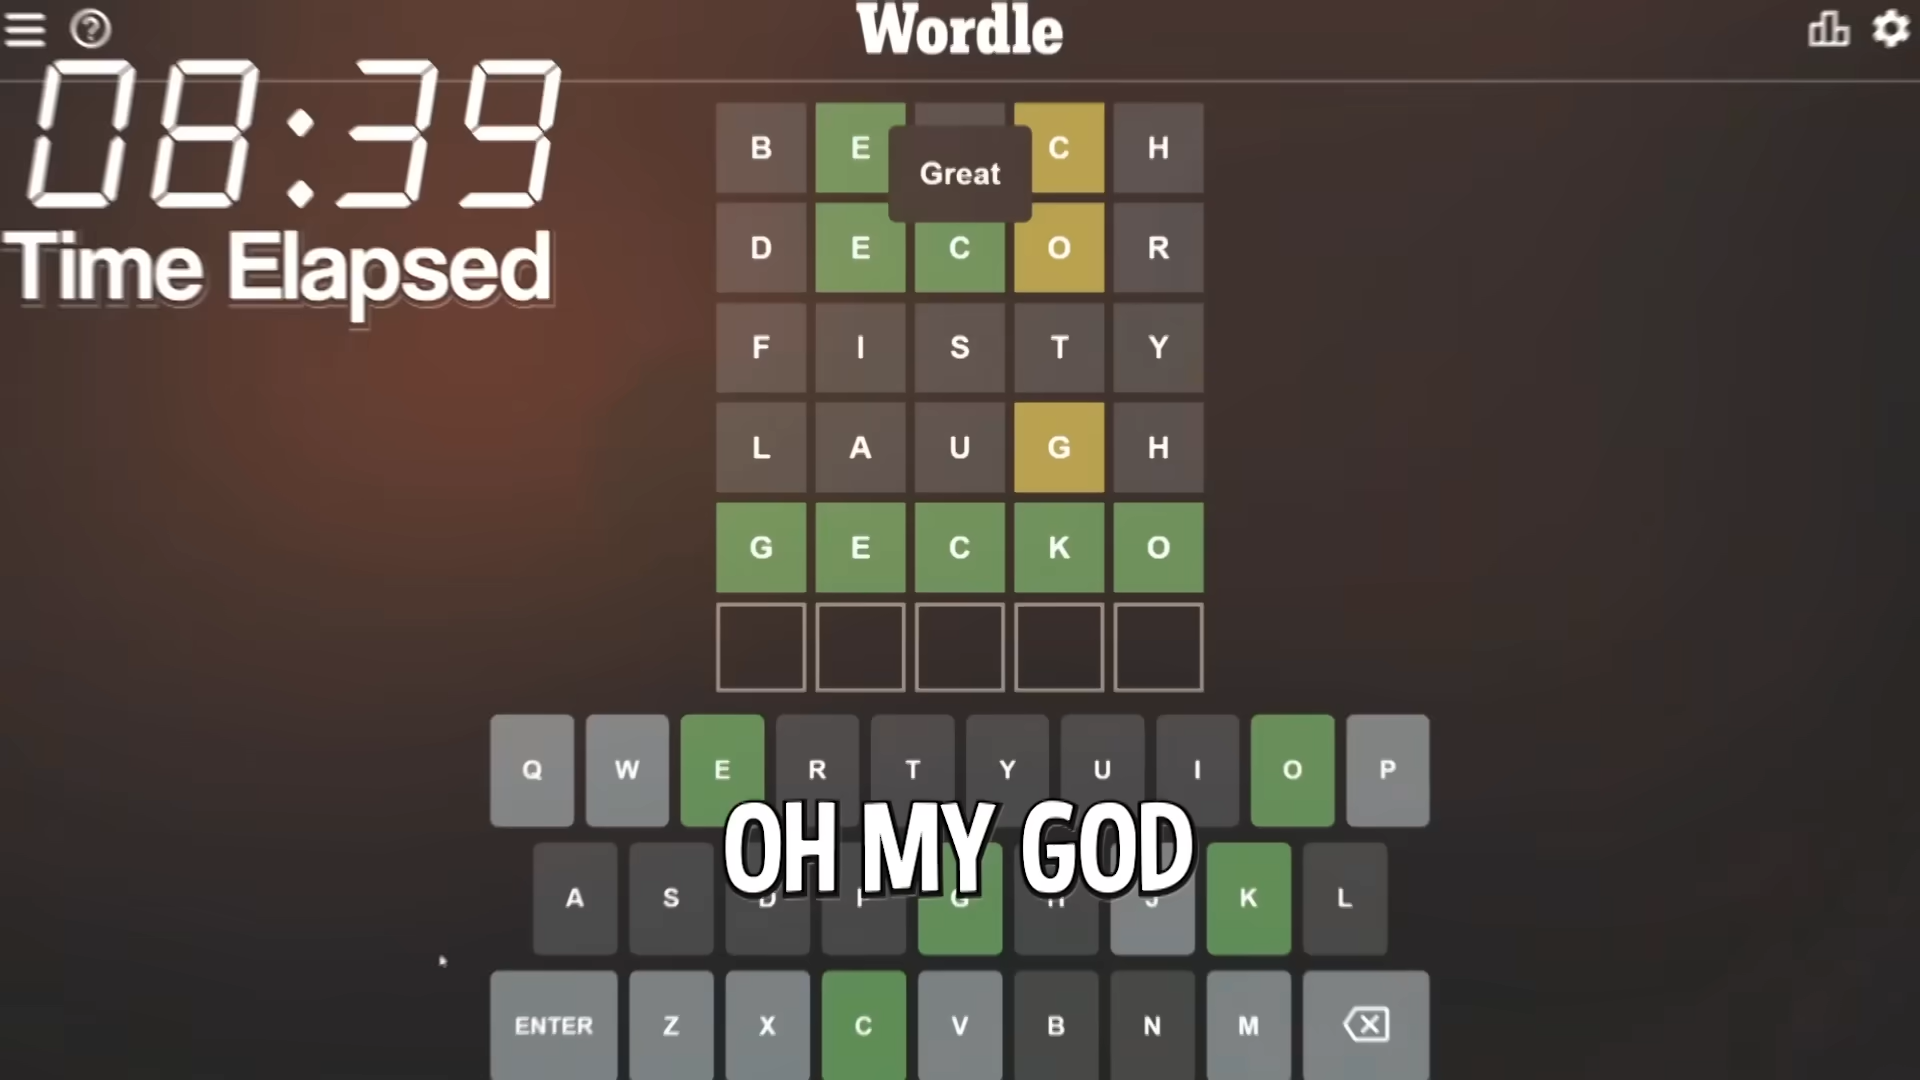 Wordle
08:39
Time Elapsed
B E C H
Great
D E C O R
F I S T Y
L A U G H
G E C K O
Q W E R T Y U I O P
OH MY GOD
A S D F G H J K L
ENTER Z X C V B N M